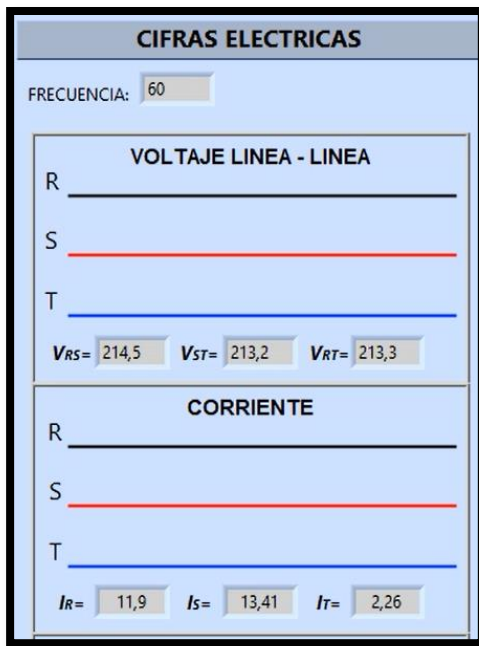 CIFRAS ELECTRICAS
FRECUENCIA: 60
VOLTAJE LINEA - LINEA
R
S
T
VRS= 214,5 VST= 213,2 VRT= 213,3
CORRIENTE
R
S
T
IR= 11,9 IS= 13,41 IT= 2,26